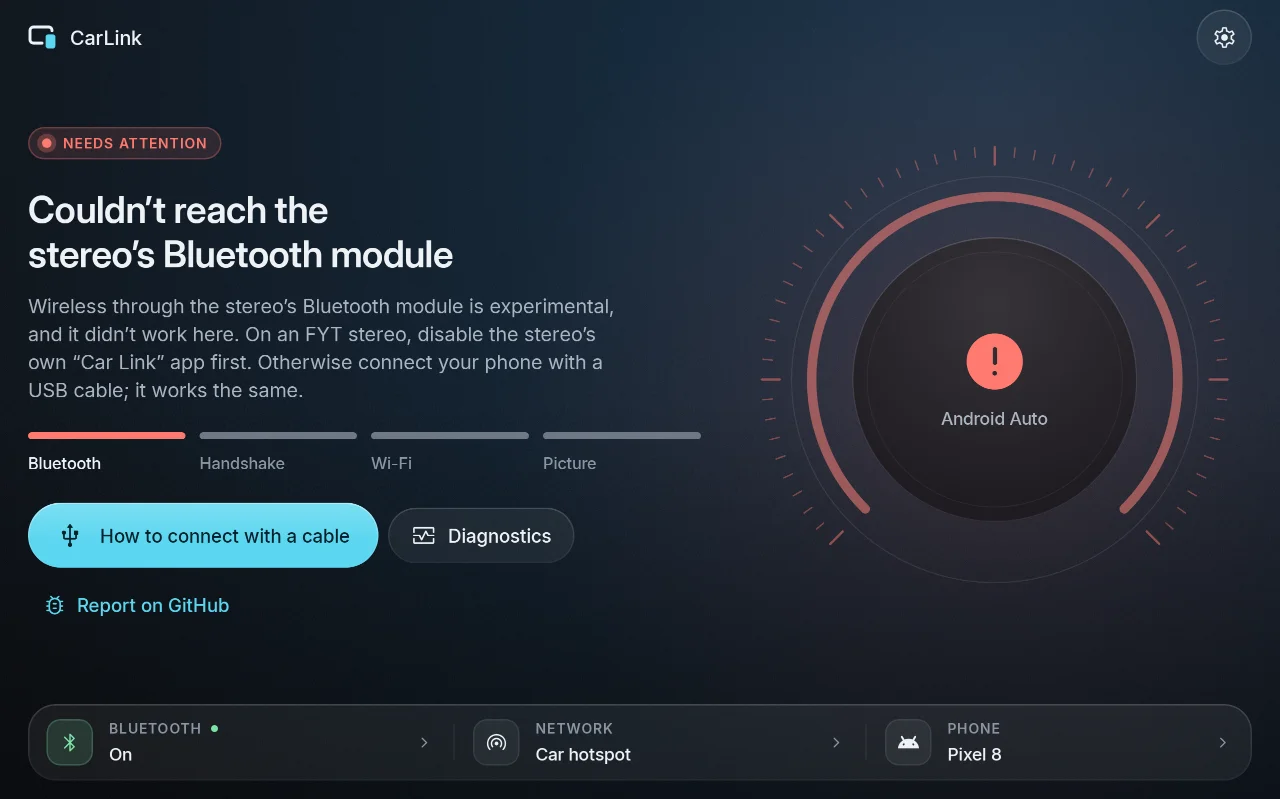 CarLink
NEEDS ATTENTION
Couldn’t reach the
stereo’s Bluetooth module
Wireless through the stereo’s Bluetooth module is experimental,
and it didn’t work here. On an FYT stereo, disable the stereo’s
own “Car Link” app first. Otherwise connect your phone with a
USB cable; it works the same.
Bluetooth
Handshake
Wi-Fi
Picture
How to connect with a cable
Diagnostics
Report on GitHub
Android Auto
BLUETOOTH
On
NETWORK
Car hotspot
PHONE
Pixel 8